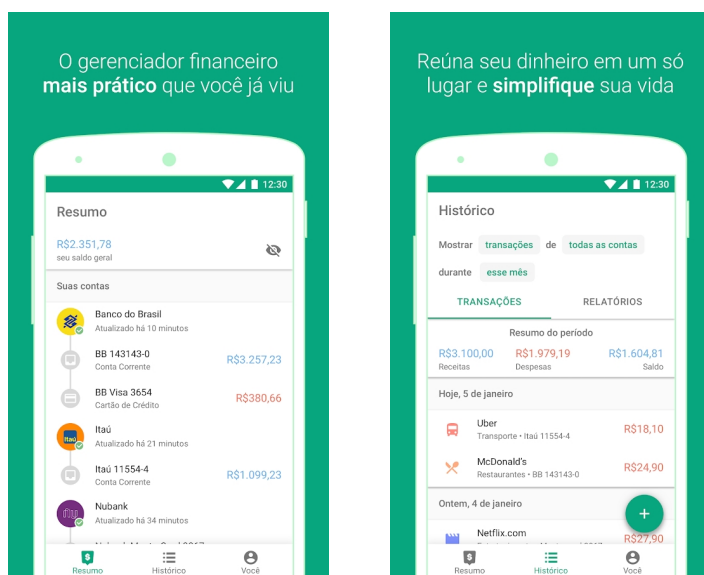 O gerenciador financeiro
mais prático que você já viu
12:30
Resumo
R$2.351,78
seu saldo geral
Suas contas
Banco do Brasil
Atualizado há 10 minutos
BB 143143-0
Conta Corrente
R$3.257,23
BB Visa 3654
Cartão de Crédito
R$380,66
Itaú
Itaú
Atualizado há 21 minutos
Itaú 11554-4
Conta Corrente
R$1.099,23
nu
Nubank
Atualizado há 34 minutos
Resumo
Histórico
Você
Reúna seu dinheiro em um só
lugar e simplifique sua vida
12:30
Histórico
Mostrar transações de todas as contas
durante esse mês
TRANSAÇÕES RELATÓRIOS
Resumo do período
R$3.100,00 R$1.979,19 R$1.604,81
Receitas Despesas Saldo
Hoje, 5 de janeiro
Uber
Transporte • Itaú 11554-4
R$18,10
McDonald's
Restaurantes • BB 143143-0
R$24,90
Ontem, 4 de janeiro
Netflix.com
R$27,90
Resumo
Histórico
Você